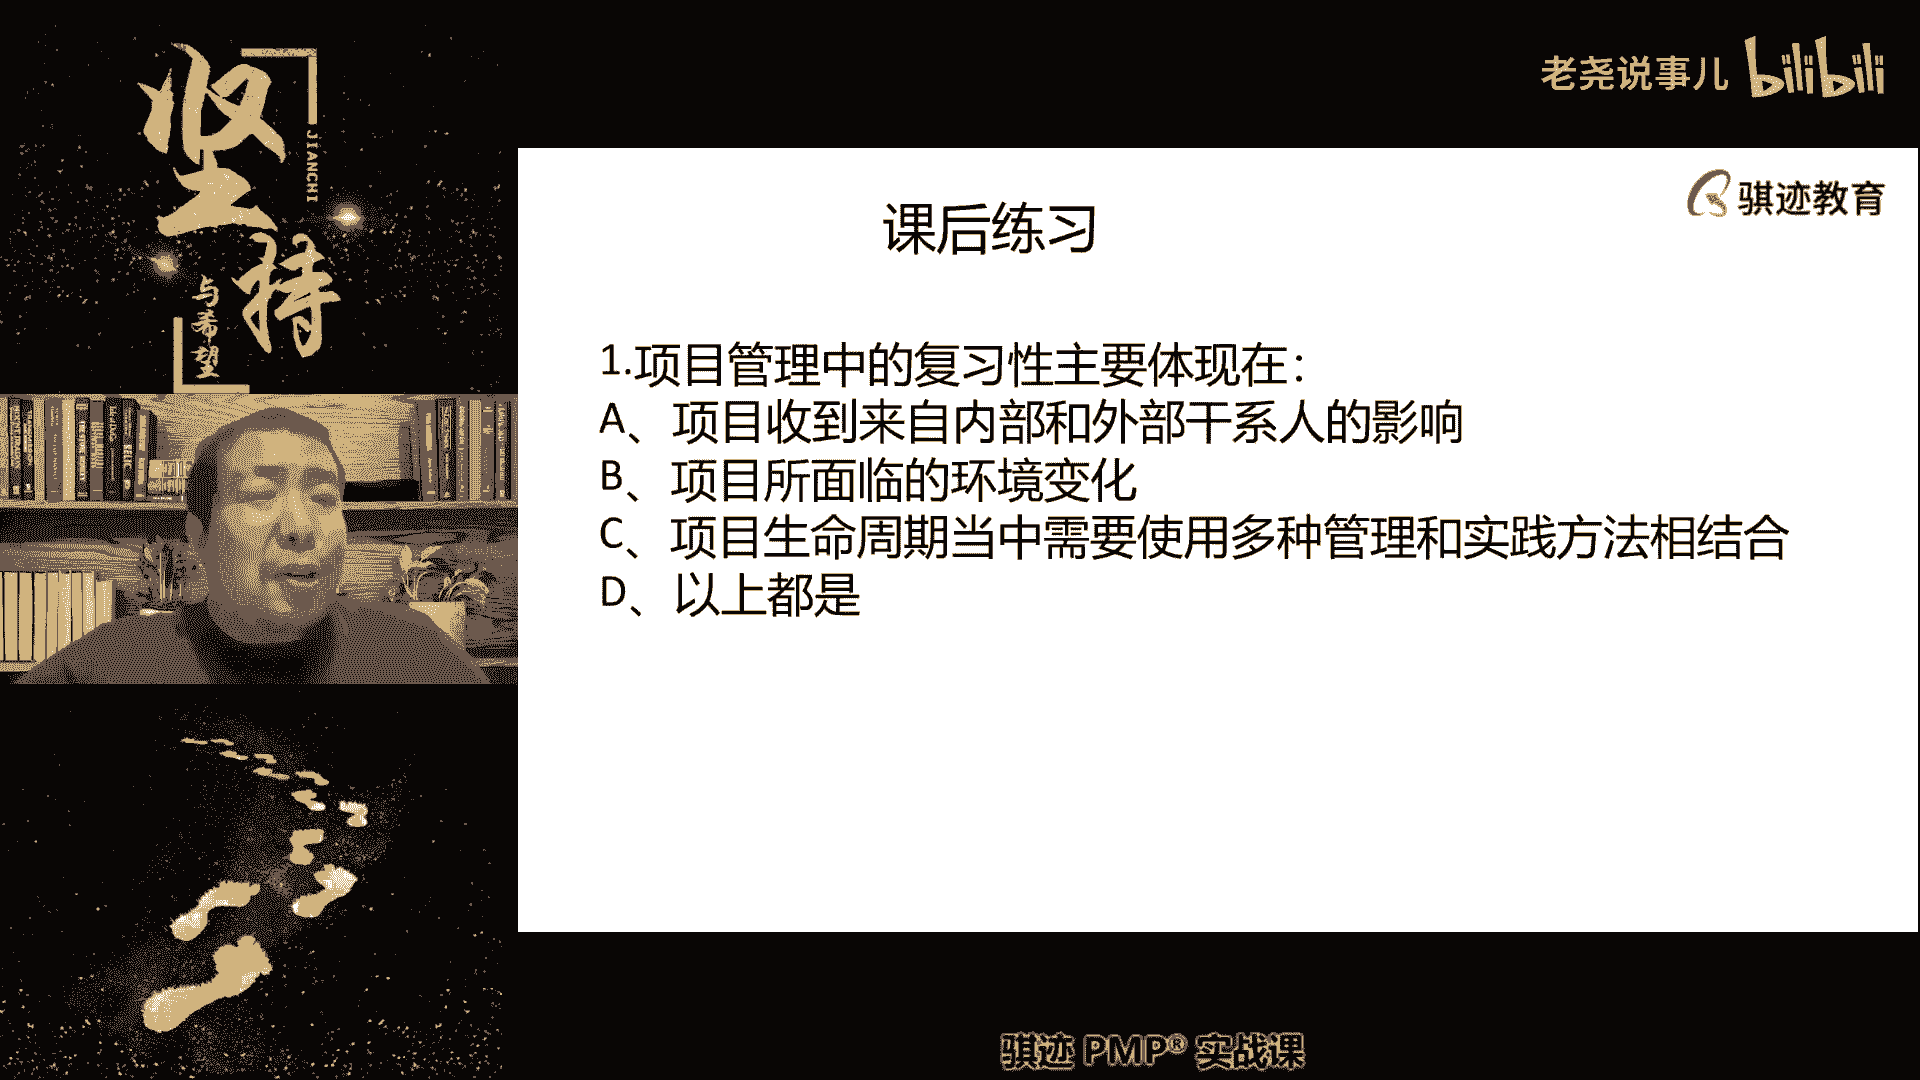 坚持
JIANCHI
与希望
老尧说事儿 bilibili
骐迹教育
课后练习
1.项目管理中的复习性主要体现在：
A、项目收到来自内部和外部干系人的影响
B、项目所面临的环境变化
C、项目生命周期当中需要使用多种管理和实践方法相结合
D、以上都是
骐迹 PMP® 实战课